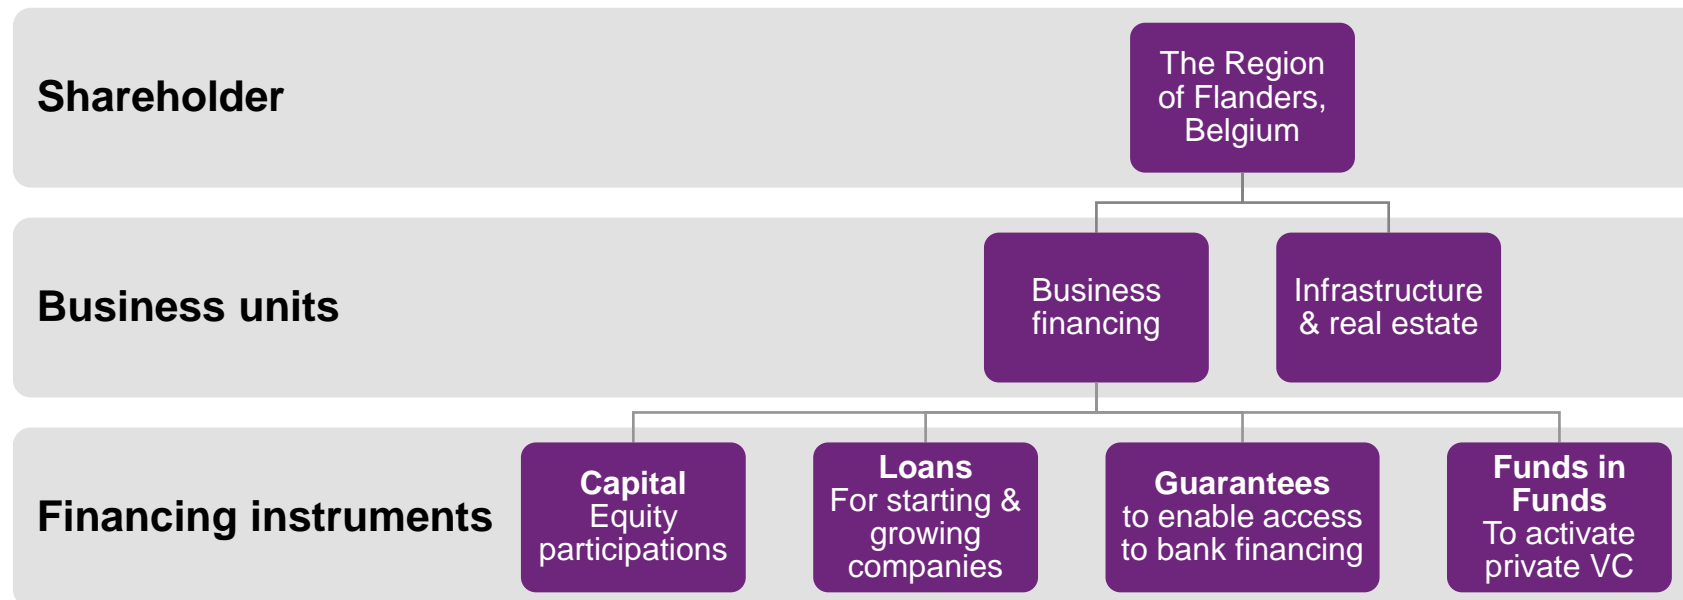 Shareholder
The Region
of Flanders,
Belgium
Business units
Business
financing
Infrastructure
& real estate
Financing instruments
Capital
Equity
participations
Loans
For starting &
growing
companies
Guarantees
to enable access
to bank financing
Funds in
Funds
To activate
private VC